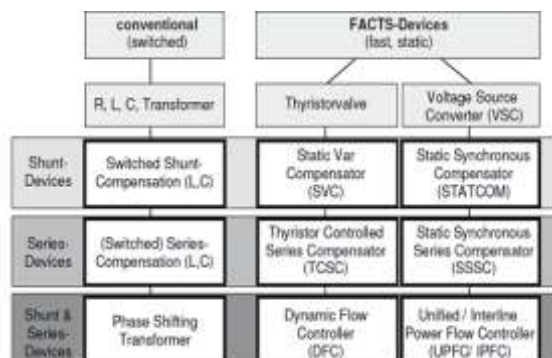 conventional
(switched)
FACTS-Devices
(fast, static)
R, L, C, Transformer
Thyristorvalve
Voltage Source
Converter (VSC)
Shunt-
Devices
Switched Shunt-
Compensation (L,C)
Static Var
Compensator
(SVC)
Static Synchronous
Compensator
(STATCOM)
Series-
Devices
(Switched) Series-
Compensation (L,C)
Thyristor Controlled
Series Compensator
(TCSC)
Static Synchronous
Series Compensator
(SSSC)
Shunt &
Series-
Devices
Phase Shifting
Transformer
Dynamic Flow
Controller
(DFC)
Unified / Interline
Power Flow Controller
(UPFC/ IPFC)